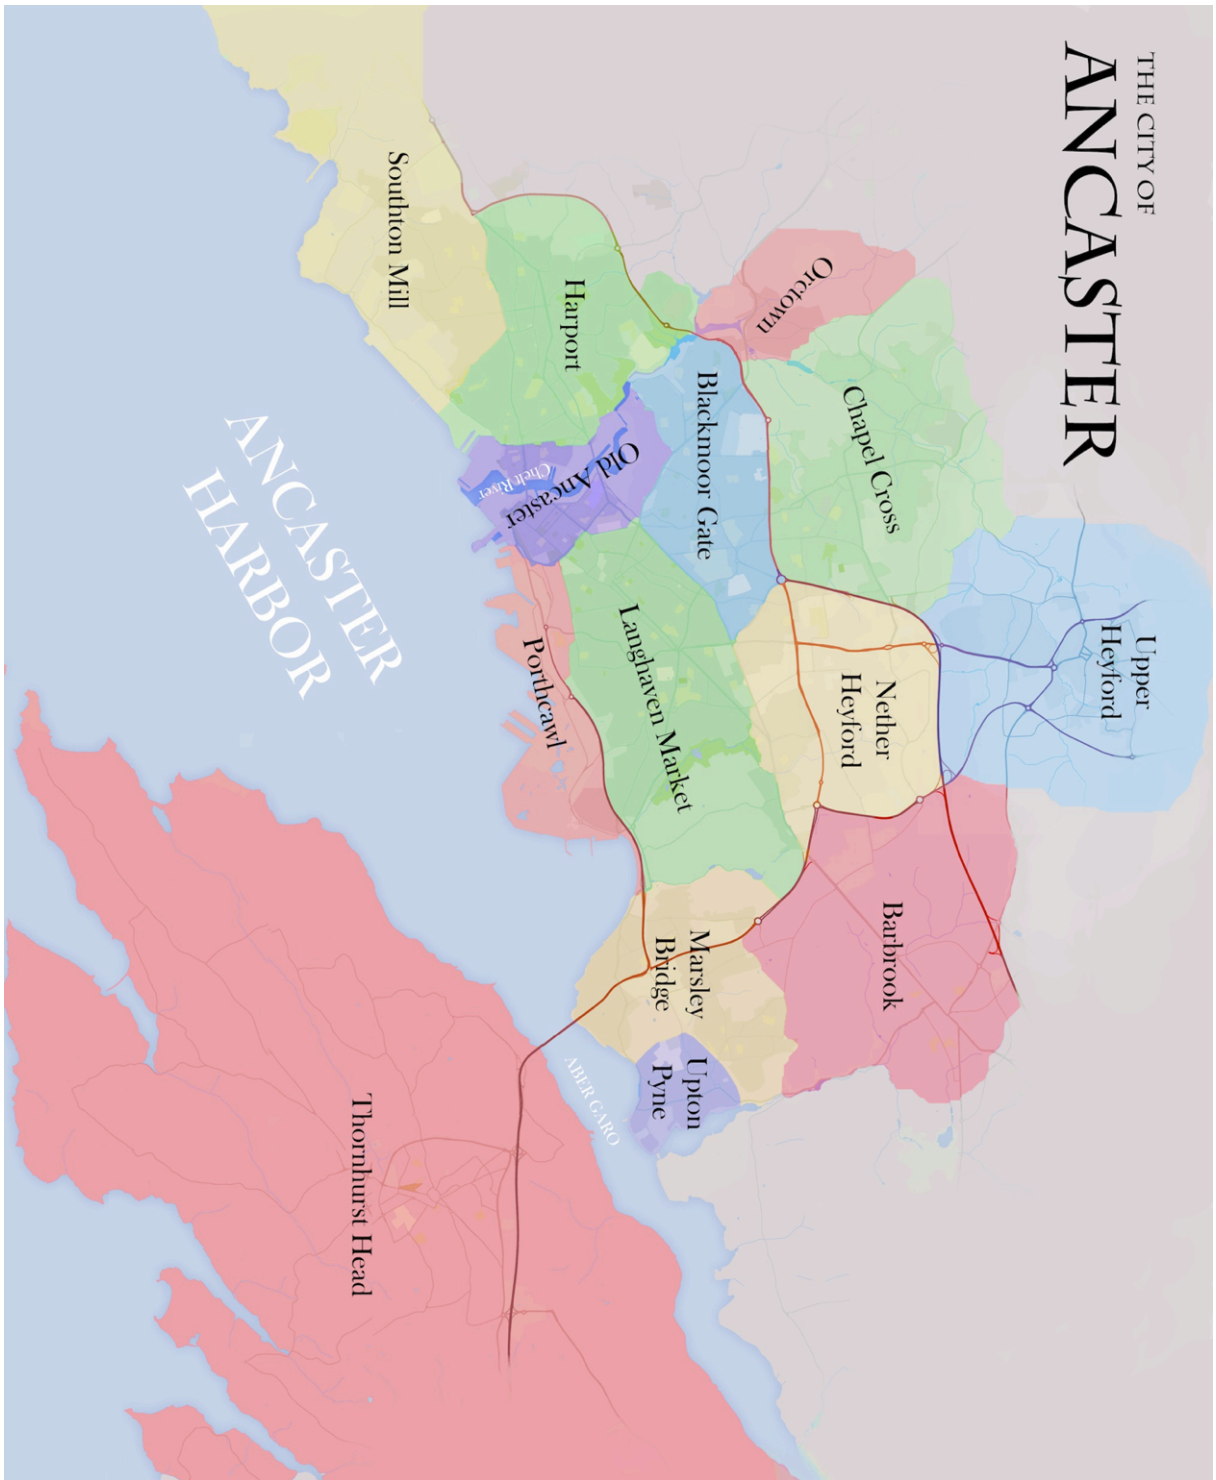 THE CITY OF
ANCASTER
Upper
Heyford
Orctown
Chapel Cross
Nether
Heyford
Barbrook
Blackmoor Gate
Harport
Old Ancaster
Chelt River
Langhaven Market
Marsley
Bridge
Upton
Pyne
Southton Mill
Porthcawl
ABER GARO
ANCASTER
HARBOR
Thornhurst Head